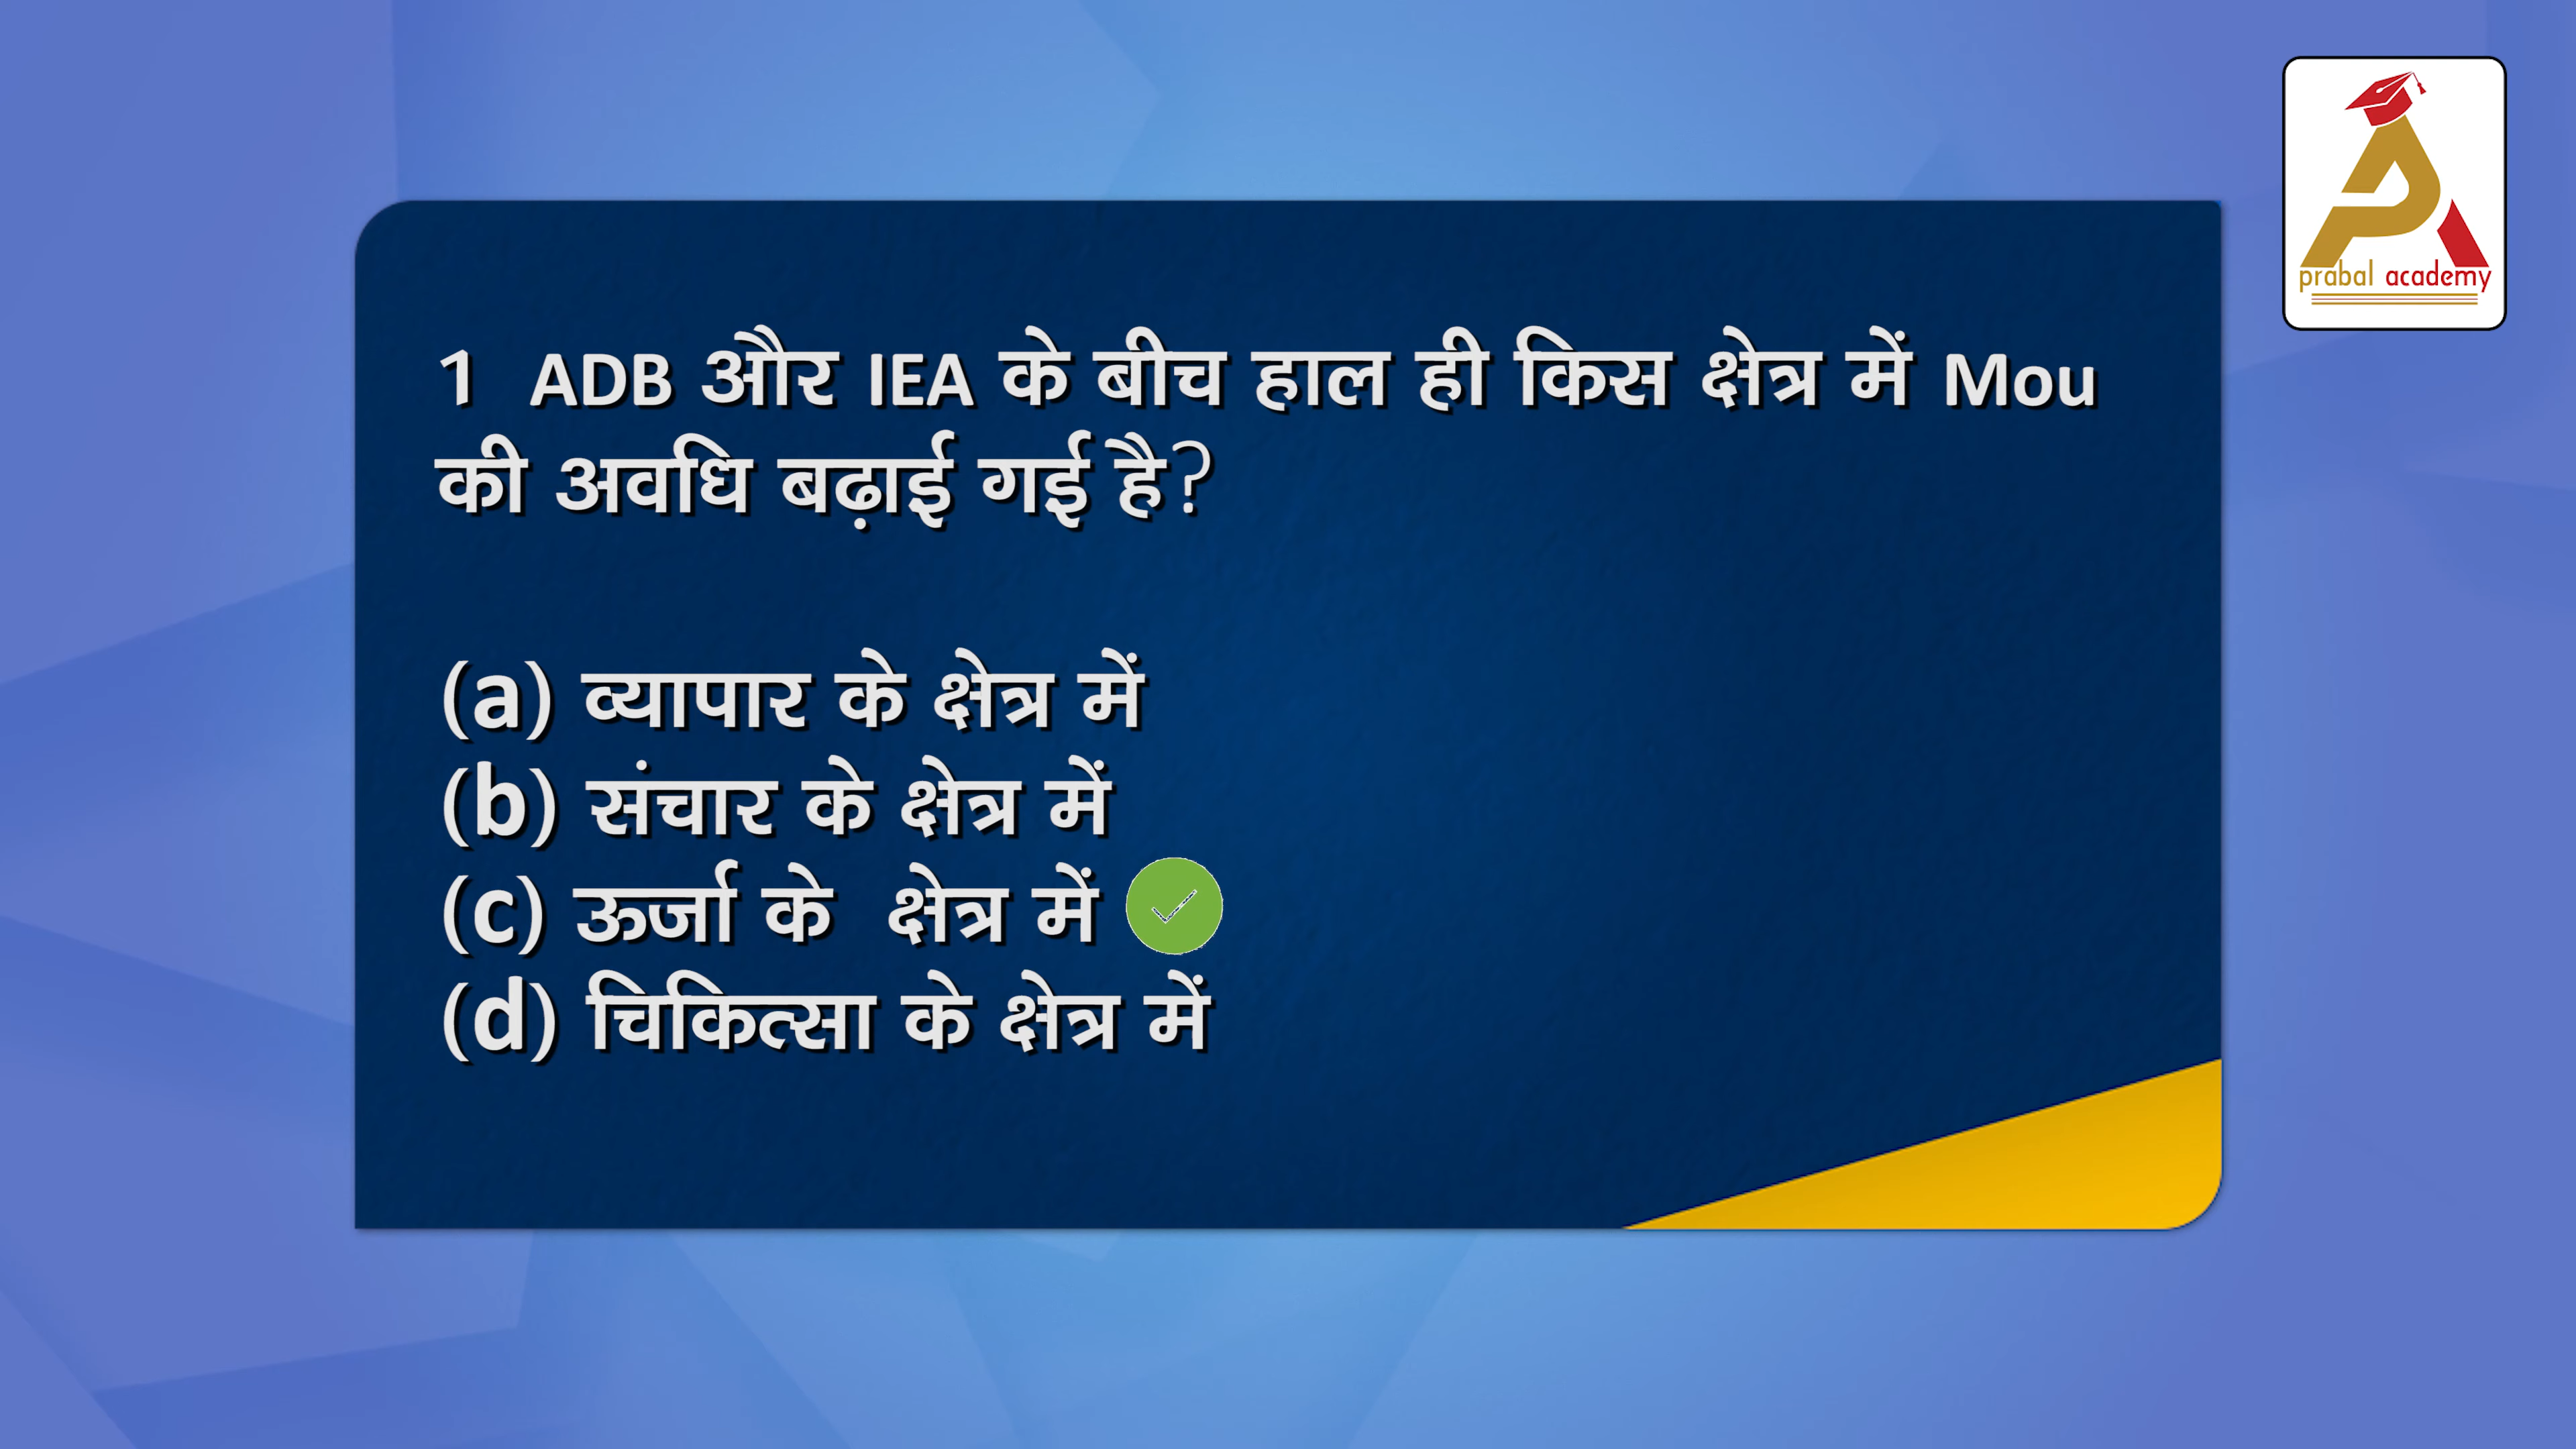 prabal academy
1 ADB और IEA के बीच हाल ही किस क्षेत्र में Mou
की अवधि बढ़ाई गई है?
(a) व्यापार के क्षेत्र में
(b) संचार के क्षेत्र में
(c) ऊर्जा के क्षेत्र में
(d) चिकित्सा के क्षेत्र में